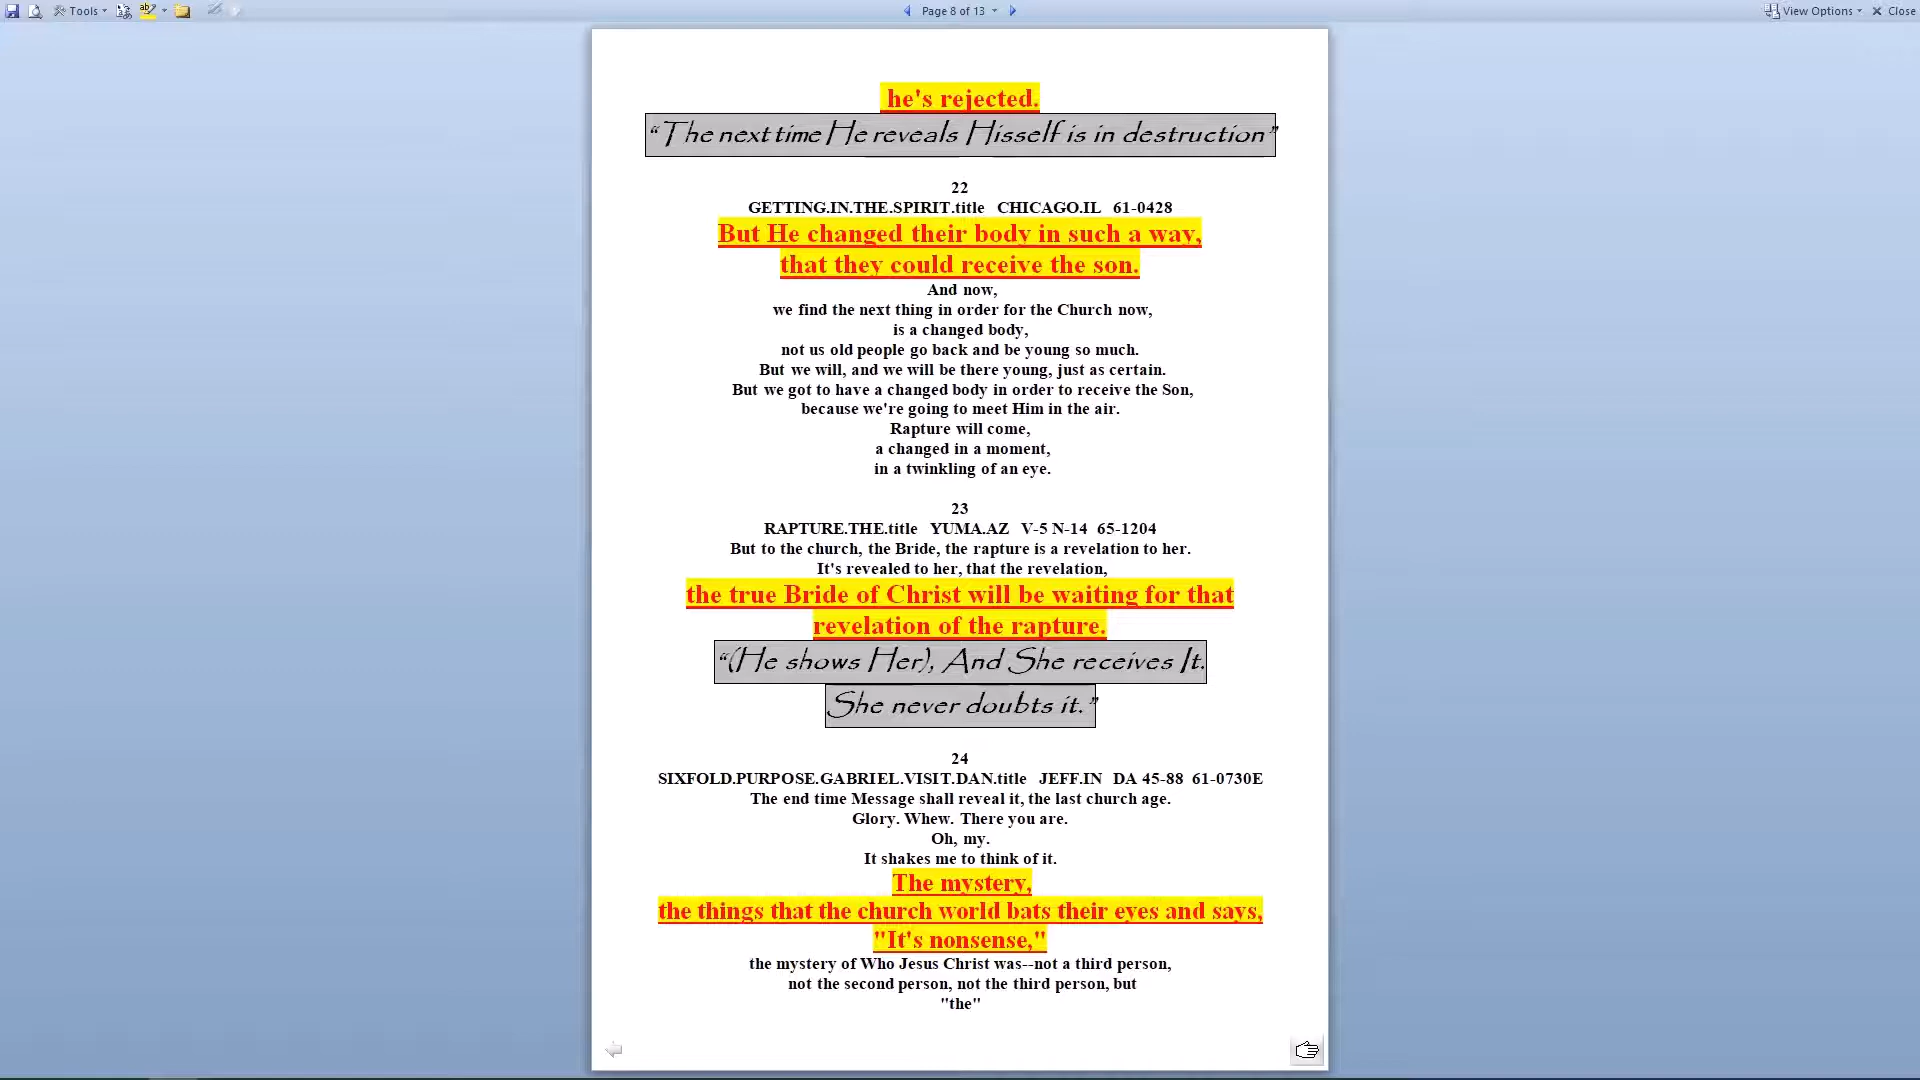 Tools
Page 8 of 13
View Options
Close
he's rejected.
“The next time He reveals Hisself is in destruction”
22
GETTING.IN.THE.SPIRIT.title CHICAGO.IL 61-0428
But He changed their body in such a way,
that they could receive the son.
And now,
we find the next thing in order for the Church now,
is a changed body,
not us old people go back and be young so much.
But we will, and we will be there young, just as certain.
But we got to have a changed body in order to receive the Son,
because we're going to meet Him in the air.
Rapture will come,
a changed in a moment,
in a twinkling of an eye.
23
RAPTURE.THE.title YUMA.AZ V-5 N-14 65-1204
But to the church, the Bride, the rapture is a revelation to her.
It's revealed to her, that the revelation,
the true Bride of Christ will be waiting for that
revelation of the rapture.
“(He shows Her), And She receives It.
She never doubts it.”
24
SIXFOLD.PURPOSE.GABRIEL.VISIT.DAN.title JEFF.IN DA 45-88 61-0730E
The end time Message shall reveal it, the last church age.
Glory. Whew. There you are.
Oh, my.
It shakes me to think of it.
The mystery,
the things that the church world bats their eyes and says,
"It's nonsense,"
the mystery of Who Jesus Christ was--not a third person,
not the second person, not the third person, but
"the"